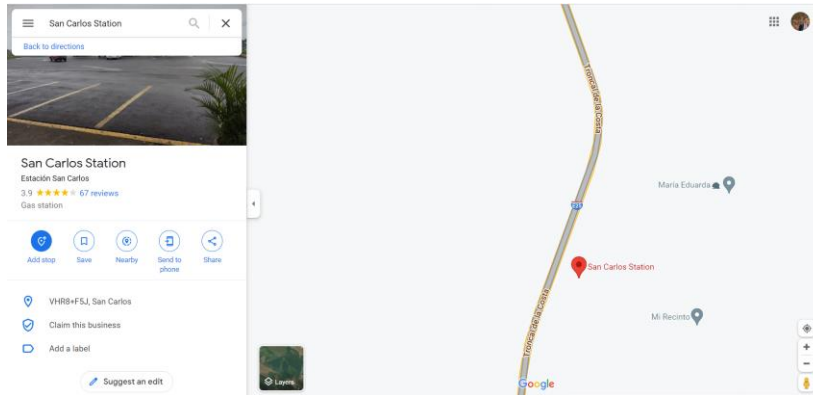 San Carlos Station
Back to directions
San Carlos Station
Estación San Carlos
3.9
67 reviews
Gas station
Add stop
Save
Nearby
Send to phone
Share
VHR8+F5J, San Carlos
Claim this business
Add a label
Suggest an edit
Layers
Troncal de la Costa
Maria Eduarda
San Carlos Station
Mi Recinto
Troncal de la Costa
Google